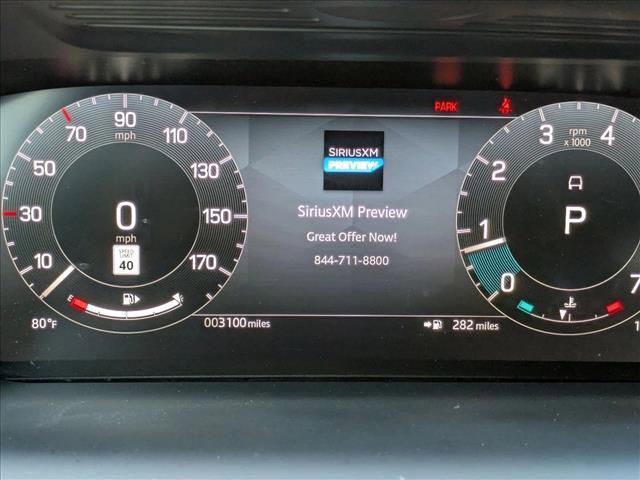 PARK
10 30 50 70 90 110 130 150 170
mph
0
mph
SPEED
LIMIT
40
E F
80°F
003100 miles
SIRIUSXM
PREVIEW
SiriusXM Preview
Great Offer Now!
844-711-8800
282 miles
0 1 2 3 4 7
rpm
x 1000
P